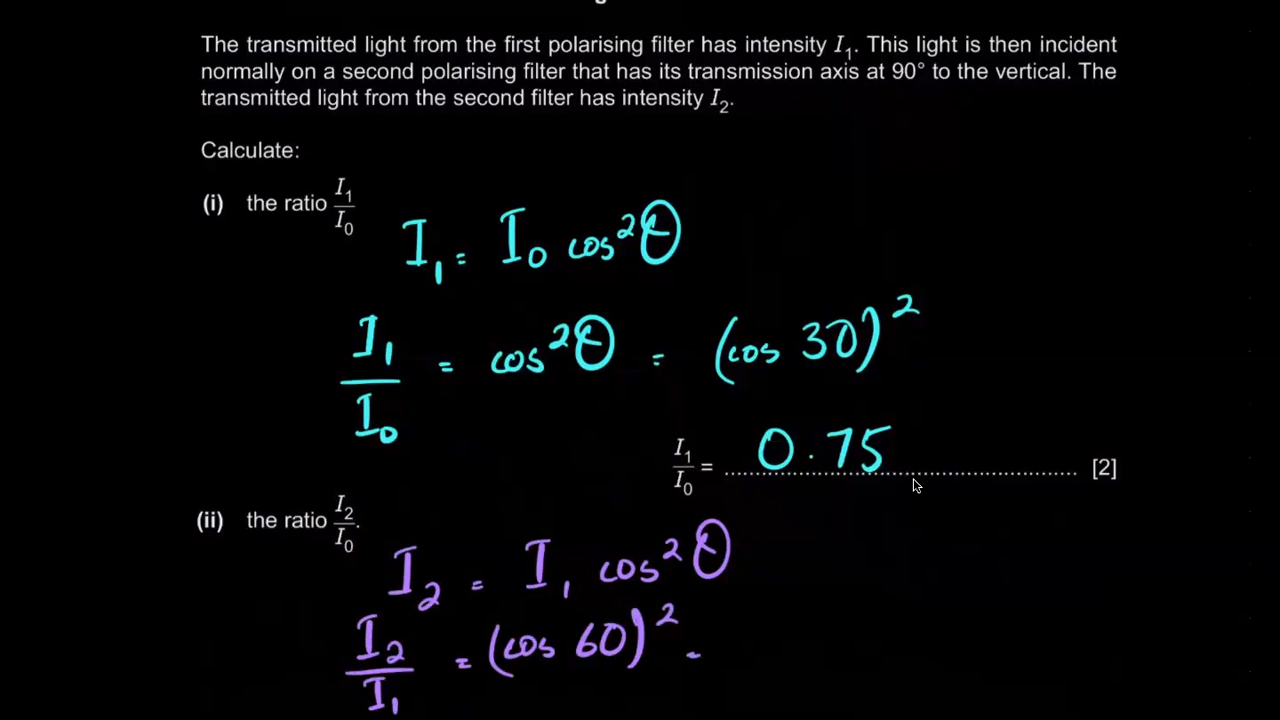 The transmitted light from the first polarising filter has intensity I₁. This light is then incident
normally on a second polarising filter that has its transmission axis at 90° to the vertical. The
transmitted light from the second filter has intensity I₂.
Calculate:
(i) the ratio I₁/I₀
I₁ = I₀ cos²θ
I₁/I₀ = cos²θ = (cos 30)²
I₁/I₀ = 0.75 [2]
(ii) the ratio I₂/I₀.
I₂ = I₁ cos²θ
I₂/I₁ = (cos 60)² =